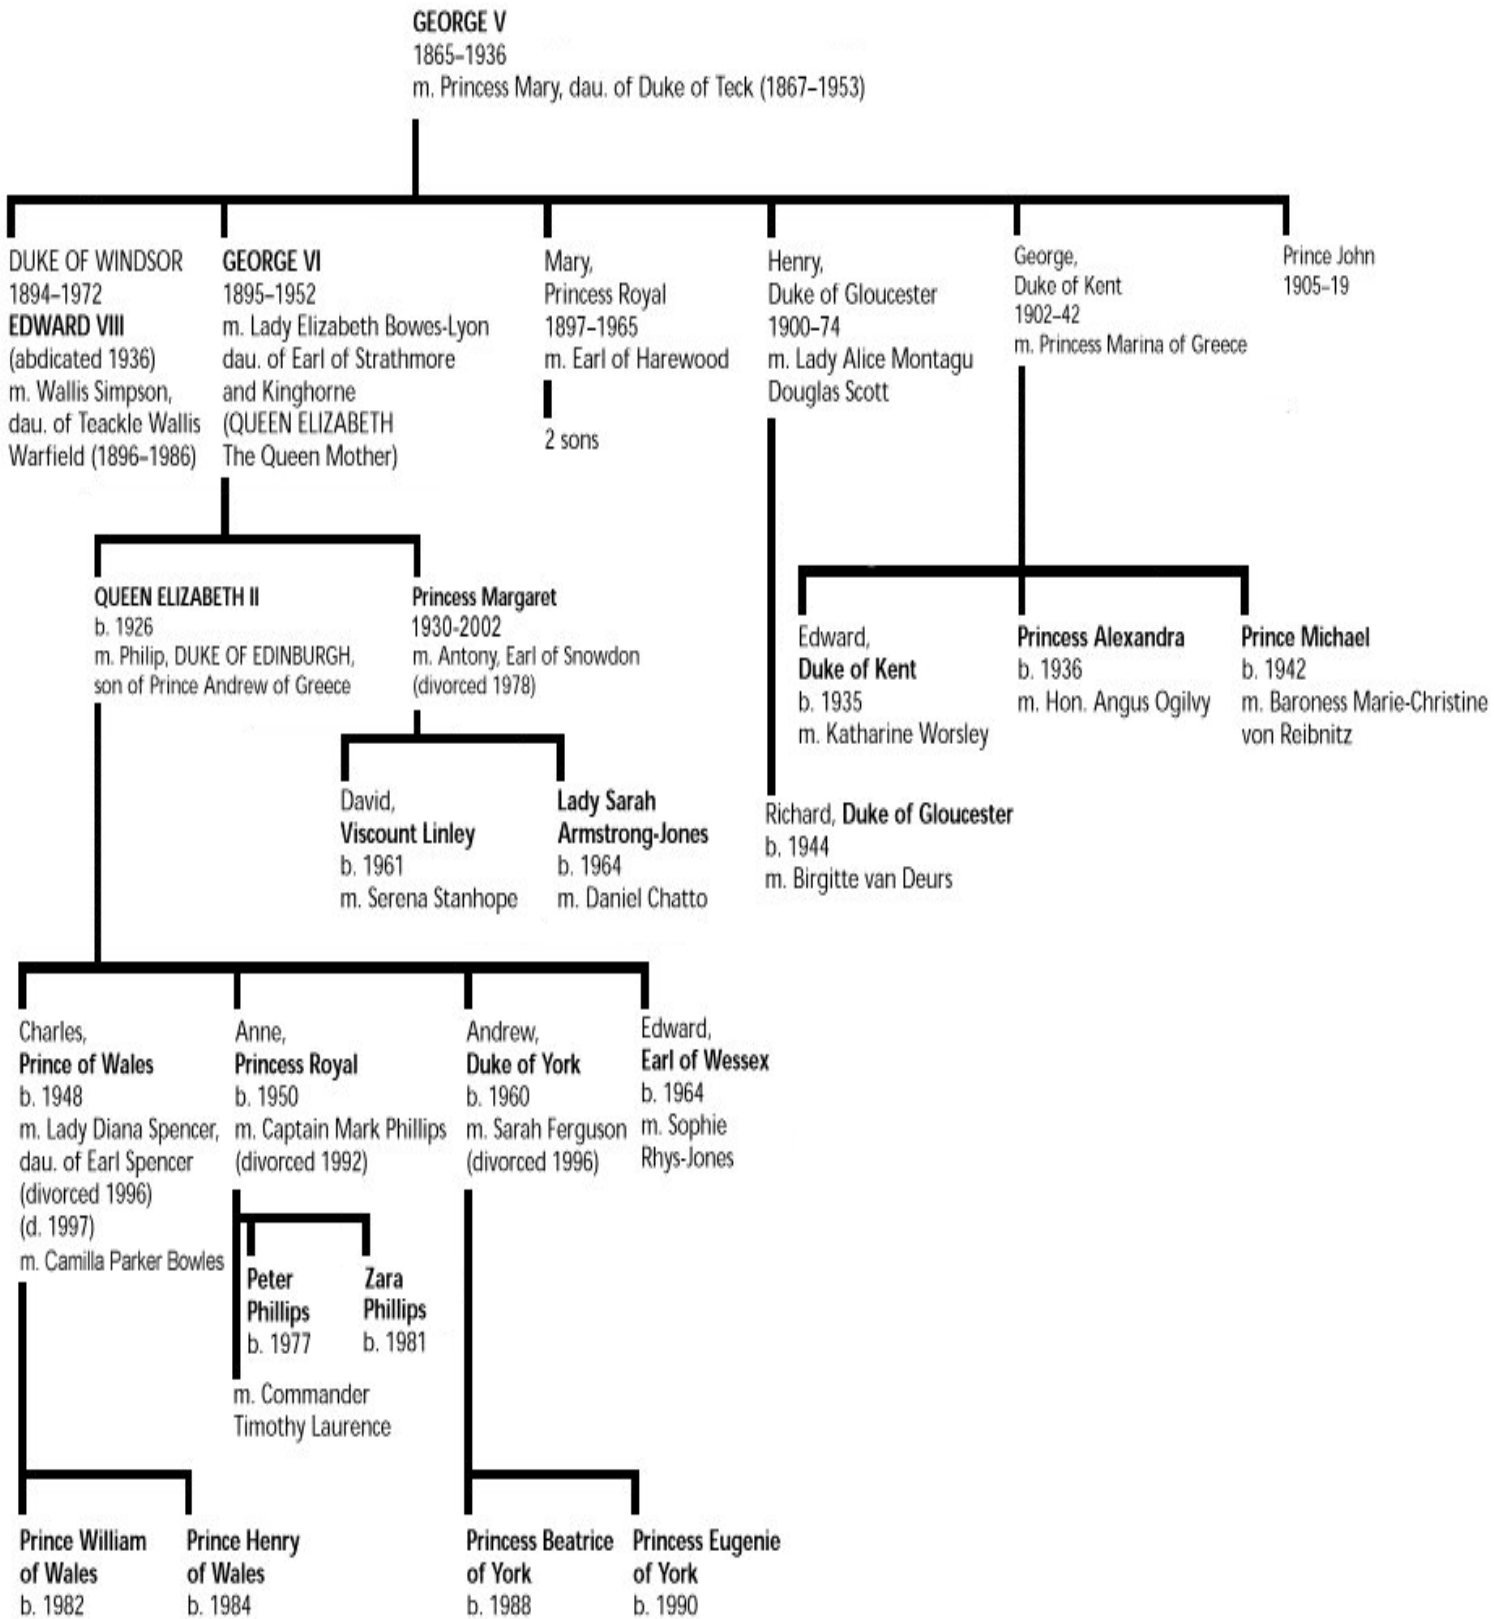 GEORGE V
1865–1936
m. Princess Mary, dau. of Duke of Teck (1867–1953)
DUKE OF WINDSOR
1894–1972
EDWARD VIII
(abdicated 1936)
m. Wallis Simpson,
dau. of Teackle Wallis
Warfield (1896–1986)
GEORGE VI
1895–1952
m. Lady Elizabeth Bowes-Lyon
dau. of Earl of Strathmore
and Kinghorne
(QUEEN ELIZABETH
The Queen Mother)
Mary,
Princess Royal
1897–1965
m. Earl of Harewood
2 sons
Henry,
Duke of Gloucester
1900–74
m. Lady Alice Montagu
Douglas Scott
George,
Duke of Kent
1902–42
m. Princess Marina of Greece
Prince John
1905–19
QUEEN ELIZABETH II
b. 1926
m. Philip, DUKE OF EDINBURGH,
son of Prince Andrew of Greece
Princess Margaret
1930-2002
m. Antony, Earl of Snowdon
(divorced 1978)
Edward,
Duke of Kent
b. 1935
m. Katharine Worsley
Princess Alexandra
b. 1936
m. Hon. Angus Ogilvy
Prince Michael
b. 1942
m. Baroness Marie-Christine
von Reibnitz
David,
Viscount Linley
b. 1961
m. Serena Stanhope
Lady Sarah
Armstrong-Jones
b. 1964
m. Daniel Chatto
Richard, Duke of Gloucester
b. 1944
m. Birgitte van Deurs
Charles,
Prince of Wales
b. 1948
m. Lady Diana Spencer,
dau. of Earl Spencer
(divorced 1996)
(d. 1997)
m. Camilla Parker Bowles
Anne,
Princess Royal
b. 1950
m. Captain Mark Phillips
(divorced 1992)
Andrew,
Duke of York
b. 1960
m. Sarah Ferguson
(divorced 1996)
Edward,
Earl of Wessex
b. 1964
m. Sophie
Rhys-Jones
Peter
Phillips
b. 1977
Zara
Phillips
b. 1981
m. Commander
Timothy Laurence
Prince William
of Wales
b. 1982
Prince Henry
of Wales
b. 1984
Princess Beatrice
of York
b. 1988
Princess Eugenie
of York
b. 1990